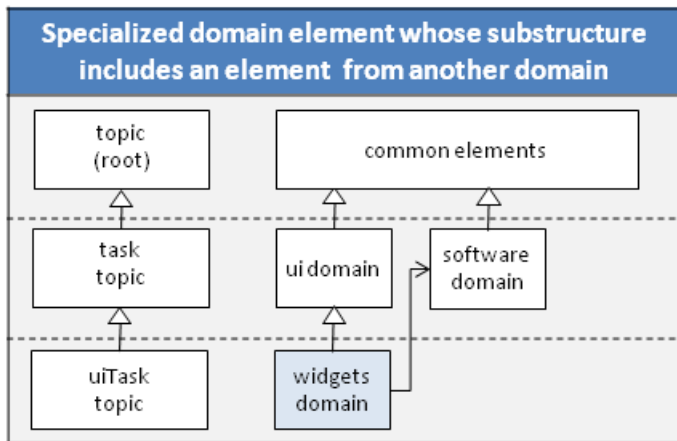 Specialized domain element whose substructure
includes an element from another domain
topic
(root)
common elements
task
topic
ui domain
software
domain
uiTask
topic
widgets
domain